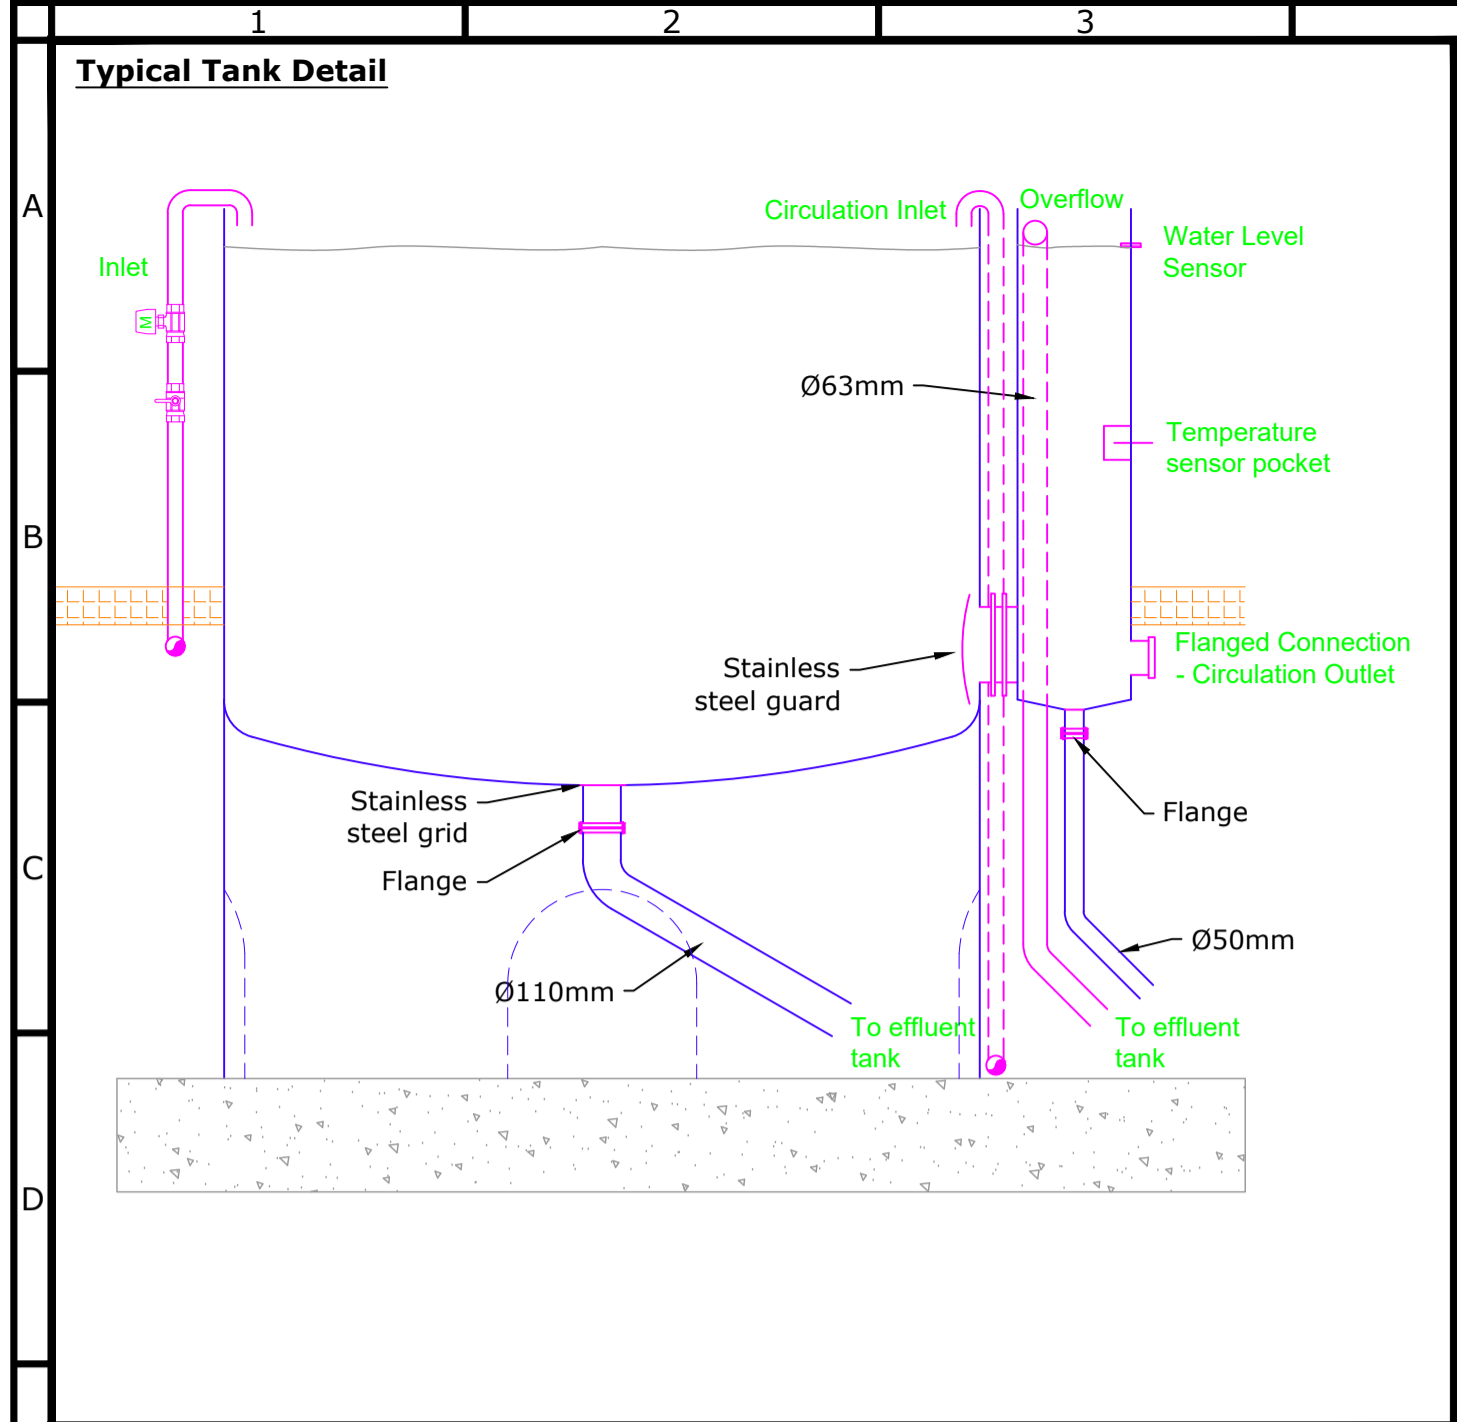 1
2
3
Typical Tank Detail
A
Overflow
Circulation Inlet
Water Level
Sensor
Inlet
M
Ø63mm
Temperature
sensor pocket
B
Flanged Connection
- Circulation Outlet
Stainless
steel guard
Stainless
steel grid
Flange
C
Flange
Ø50mm
Ø110mm
To effluent
tank
To effluent
tank
D